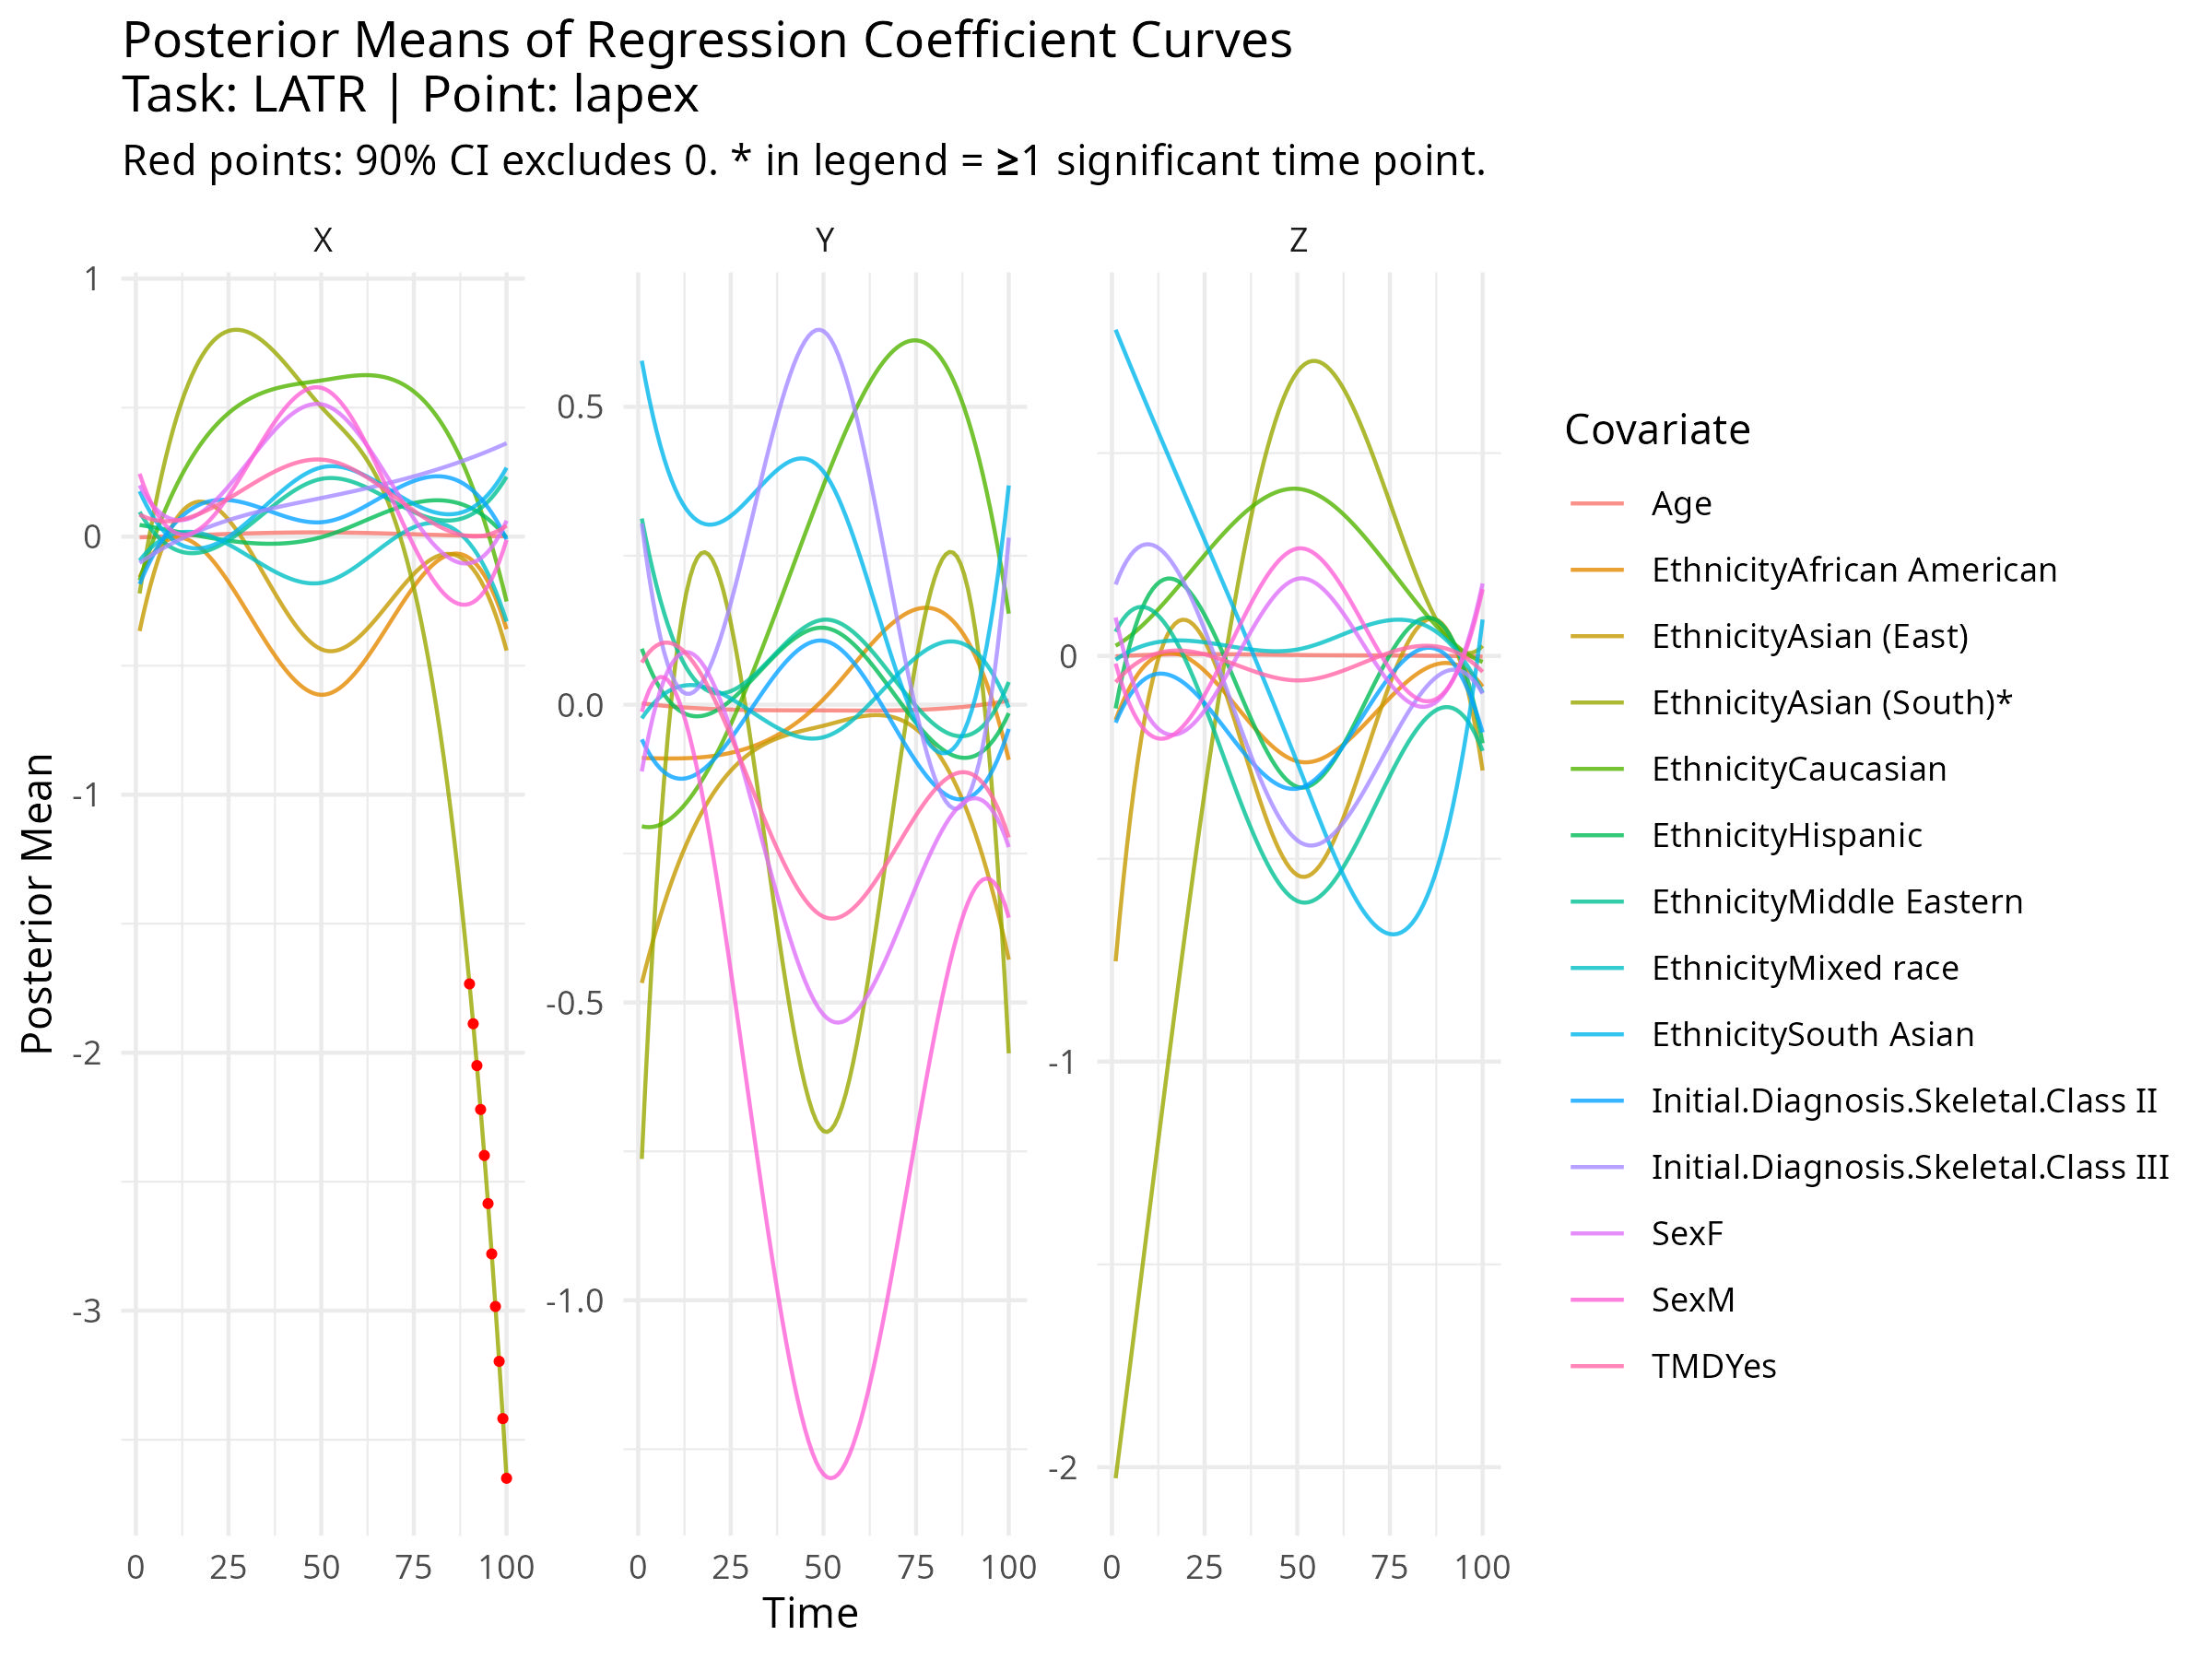 Posterior Means of Regression Coefficient Curves
Task: LATR | Point: lapex
Red points: 90% CI excludes 0. * in legend = ≥1 significant time point.
X
Y
Z
Posterior Mean
1
0
-1
-2
-3
0.5
0.0
-0.5
-1.0
0
-1
-2
0 25 50 75 100
0 25 50 75 100
0 25 50 75 100
Time
Covariate
Age
EthnicityAfrican American
EthnicityAsian (East)
EthnicityAsian (South)*
EthnicityCaucasian
EthnicityHispanic
EthnicityMiddle Eastern
EthnicityMixed race
EthnicitySouth Asian
Initial.Diagnosis.Skeletal.Class II
Initial.Diagnosis.Skeletal.Class III
SexF
SexM
TMDYes